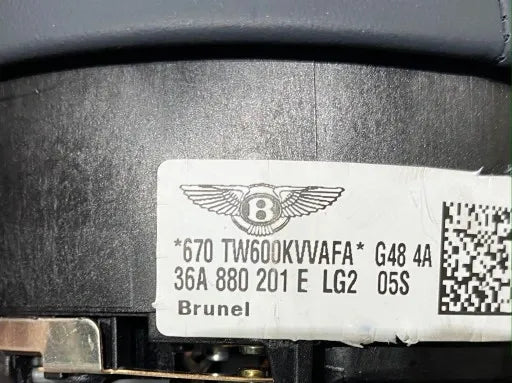 B
*670 TW600KVVAFA* G48 4A
36A 880 201 E LG2 05S
Brunel